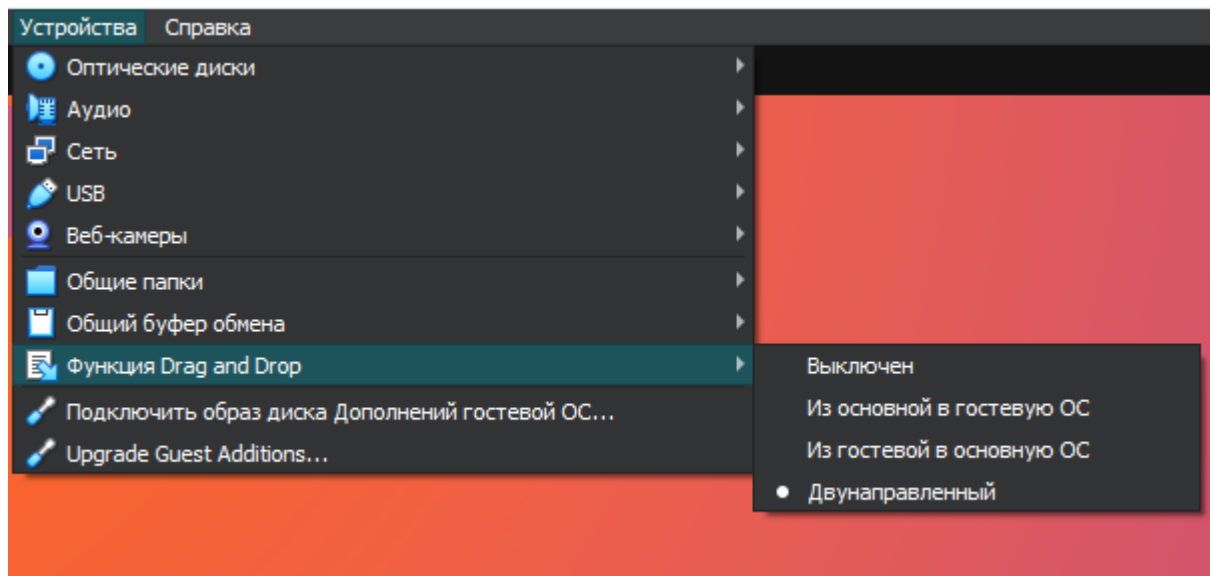 Устройства Справка
Оптические диски
Аудио
Сеть
USB
Веб-камеры
Общие папки
Общий буфер обмена
Функция Drag and Drop
Подключить образ диска Дополнений гостевой ОС...
Upgrade Guest Additions...
Выключен
Из основной в гостевую ОС
Из гостевой в основную ОС
Двунаправленный